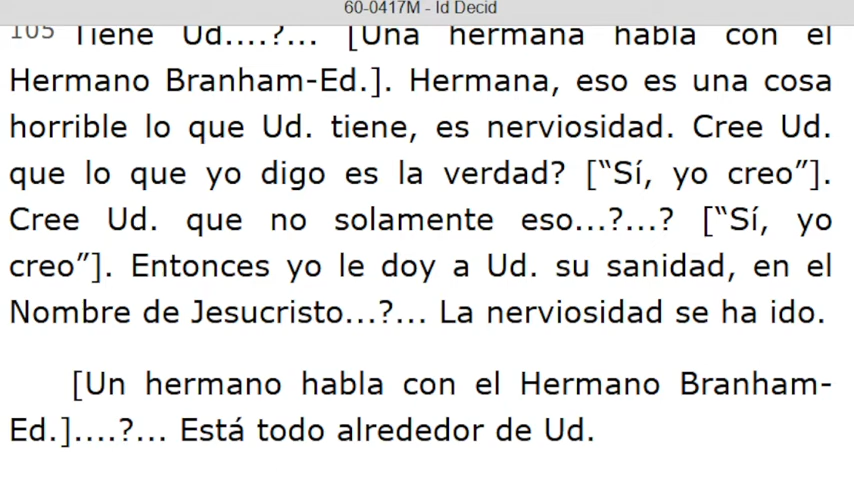 60-0417M - Id Decid
105 Tiene Ud....?... [Una hermana habla con el
Hermano Branham-Ed.]. Hermana, eso es una cosa
horrible lo que Ud. tiene, es nerviosidad. Cree Ud.
que lo que yo digo es la verdad? [“Sí, yo creo”].
Cree Ud. que no solamente eso...?...? [“Sí, yo
creo”]. Entonces yo le doy a Ud. su sanidad, en el
Nombre de Jesucristo...?... La nerviosidad se ha ido.
[Un hermano habla con el Hermano Branham-
Ed.]....?... Está todo alrededor de Ud.